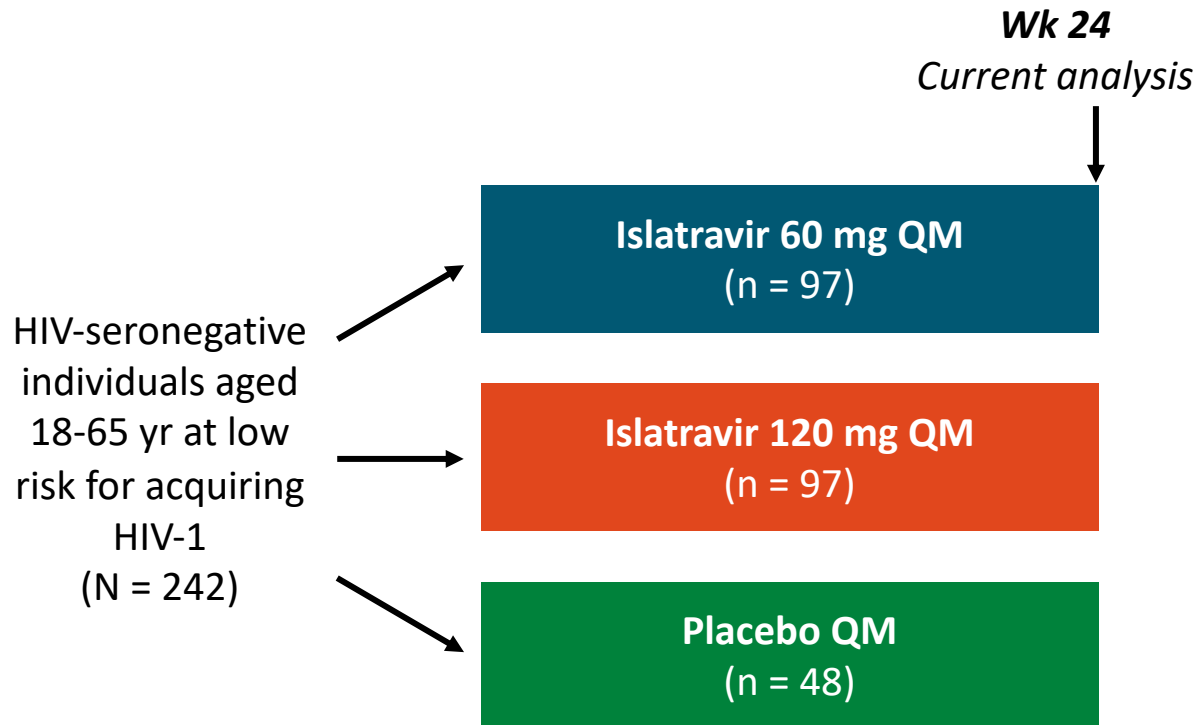 Wk 24
Current analysis
HIV-seronegative
individuals aged
18-65 yr at low
risk for acquiring
HIV-1
(N = 242)
Islatravir 60 mg QM
(n = 97)
Islatravir 120 mg QM
(n = 97)
Placebo QM
(n = 48)